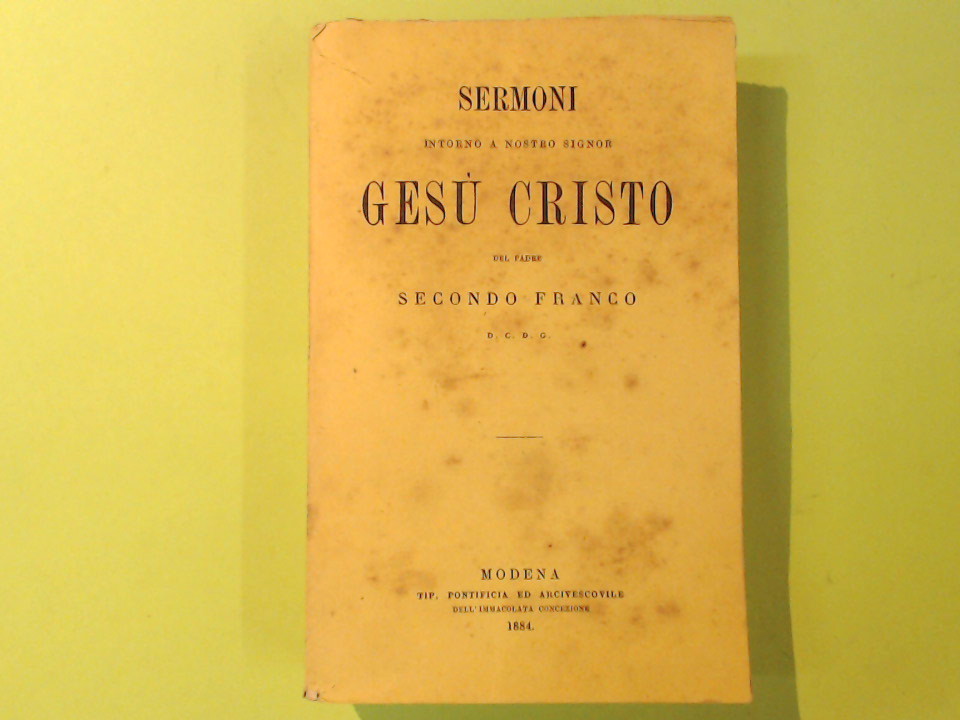 SERMONI
INTORNO A NOSTRO SIGNOR
GESÙ CRISTO
DEL PADRE
SECONDO FRANCO
D. C. D. G.
MODENA
TIP. PONTIFICIA ED ARCIVESCOVILE
DELL'IMMACOLATA CONCEZIONE
1884.